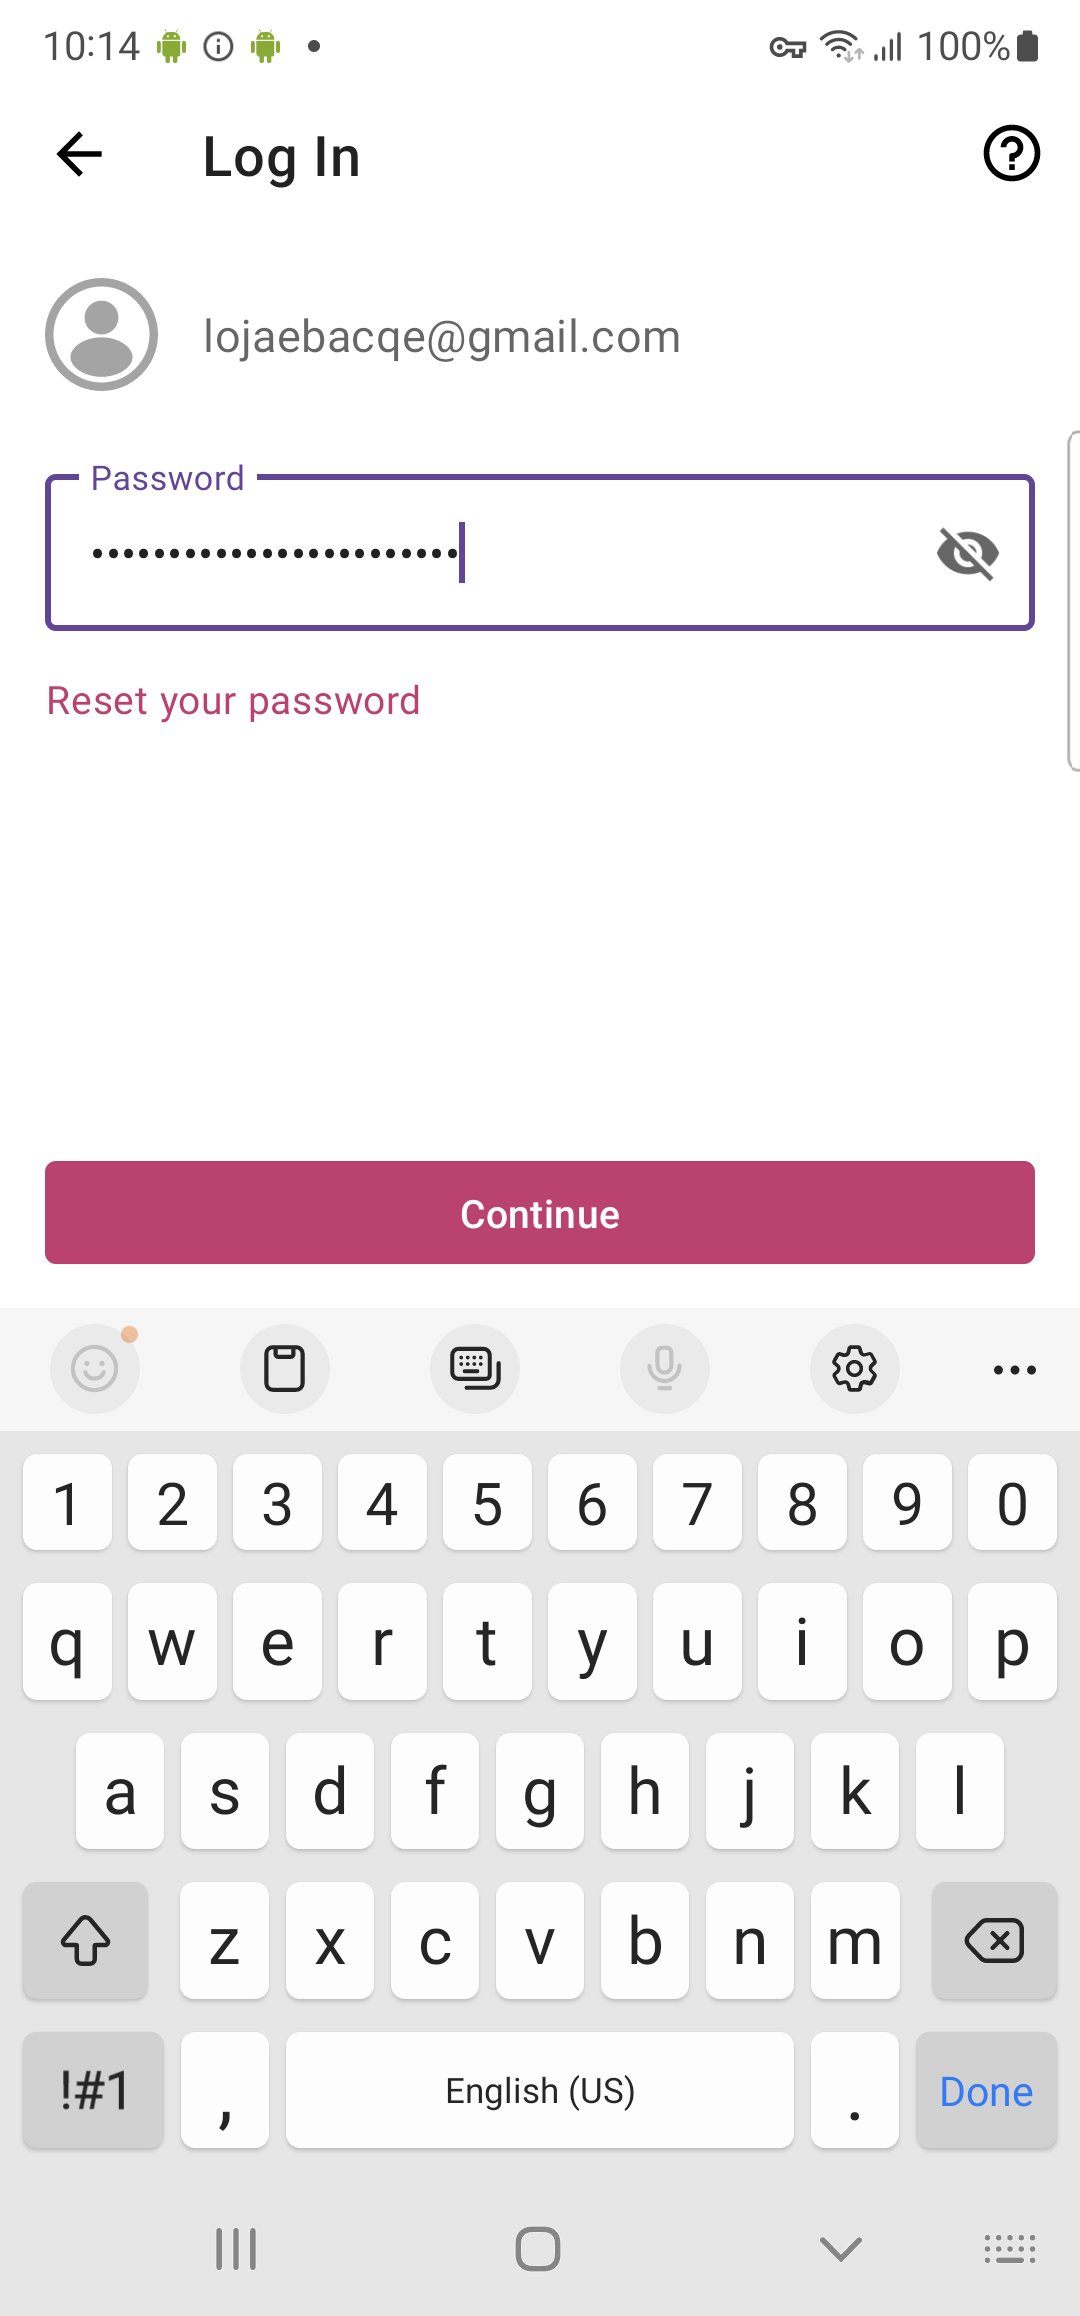 10:14
100%
Log In
lojaebacqe@gmail.com
Password
••••••••••••••••••••••••
Reset your password
Continue
1 2 3 4 5 6 7 8 9 0
q w e r t y u i o p
a s d f g h j k l
z x c v b n m
!#1 , English (US) . Done